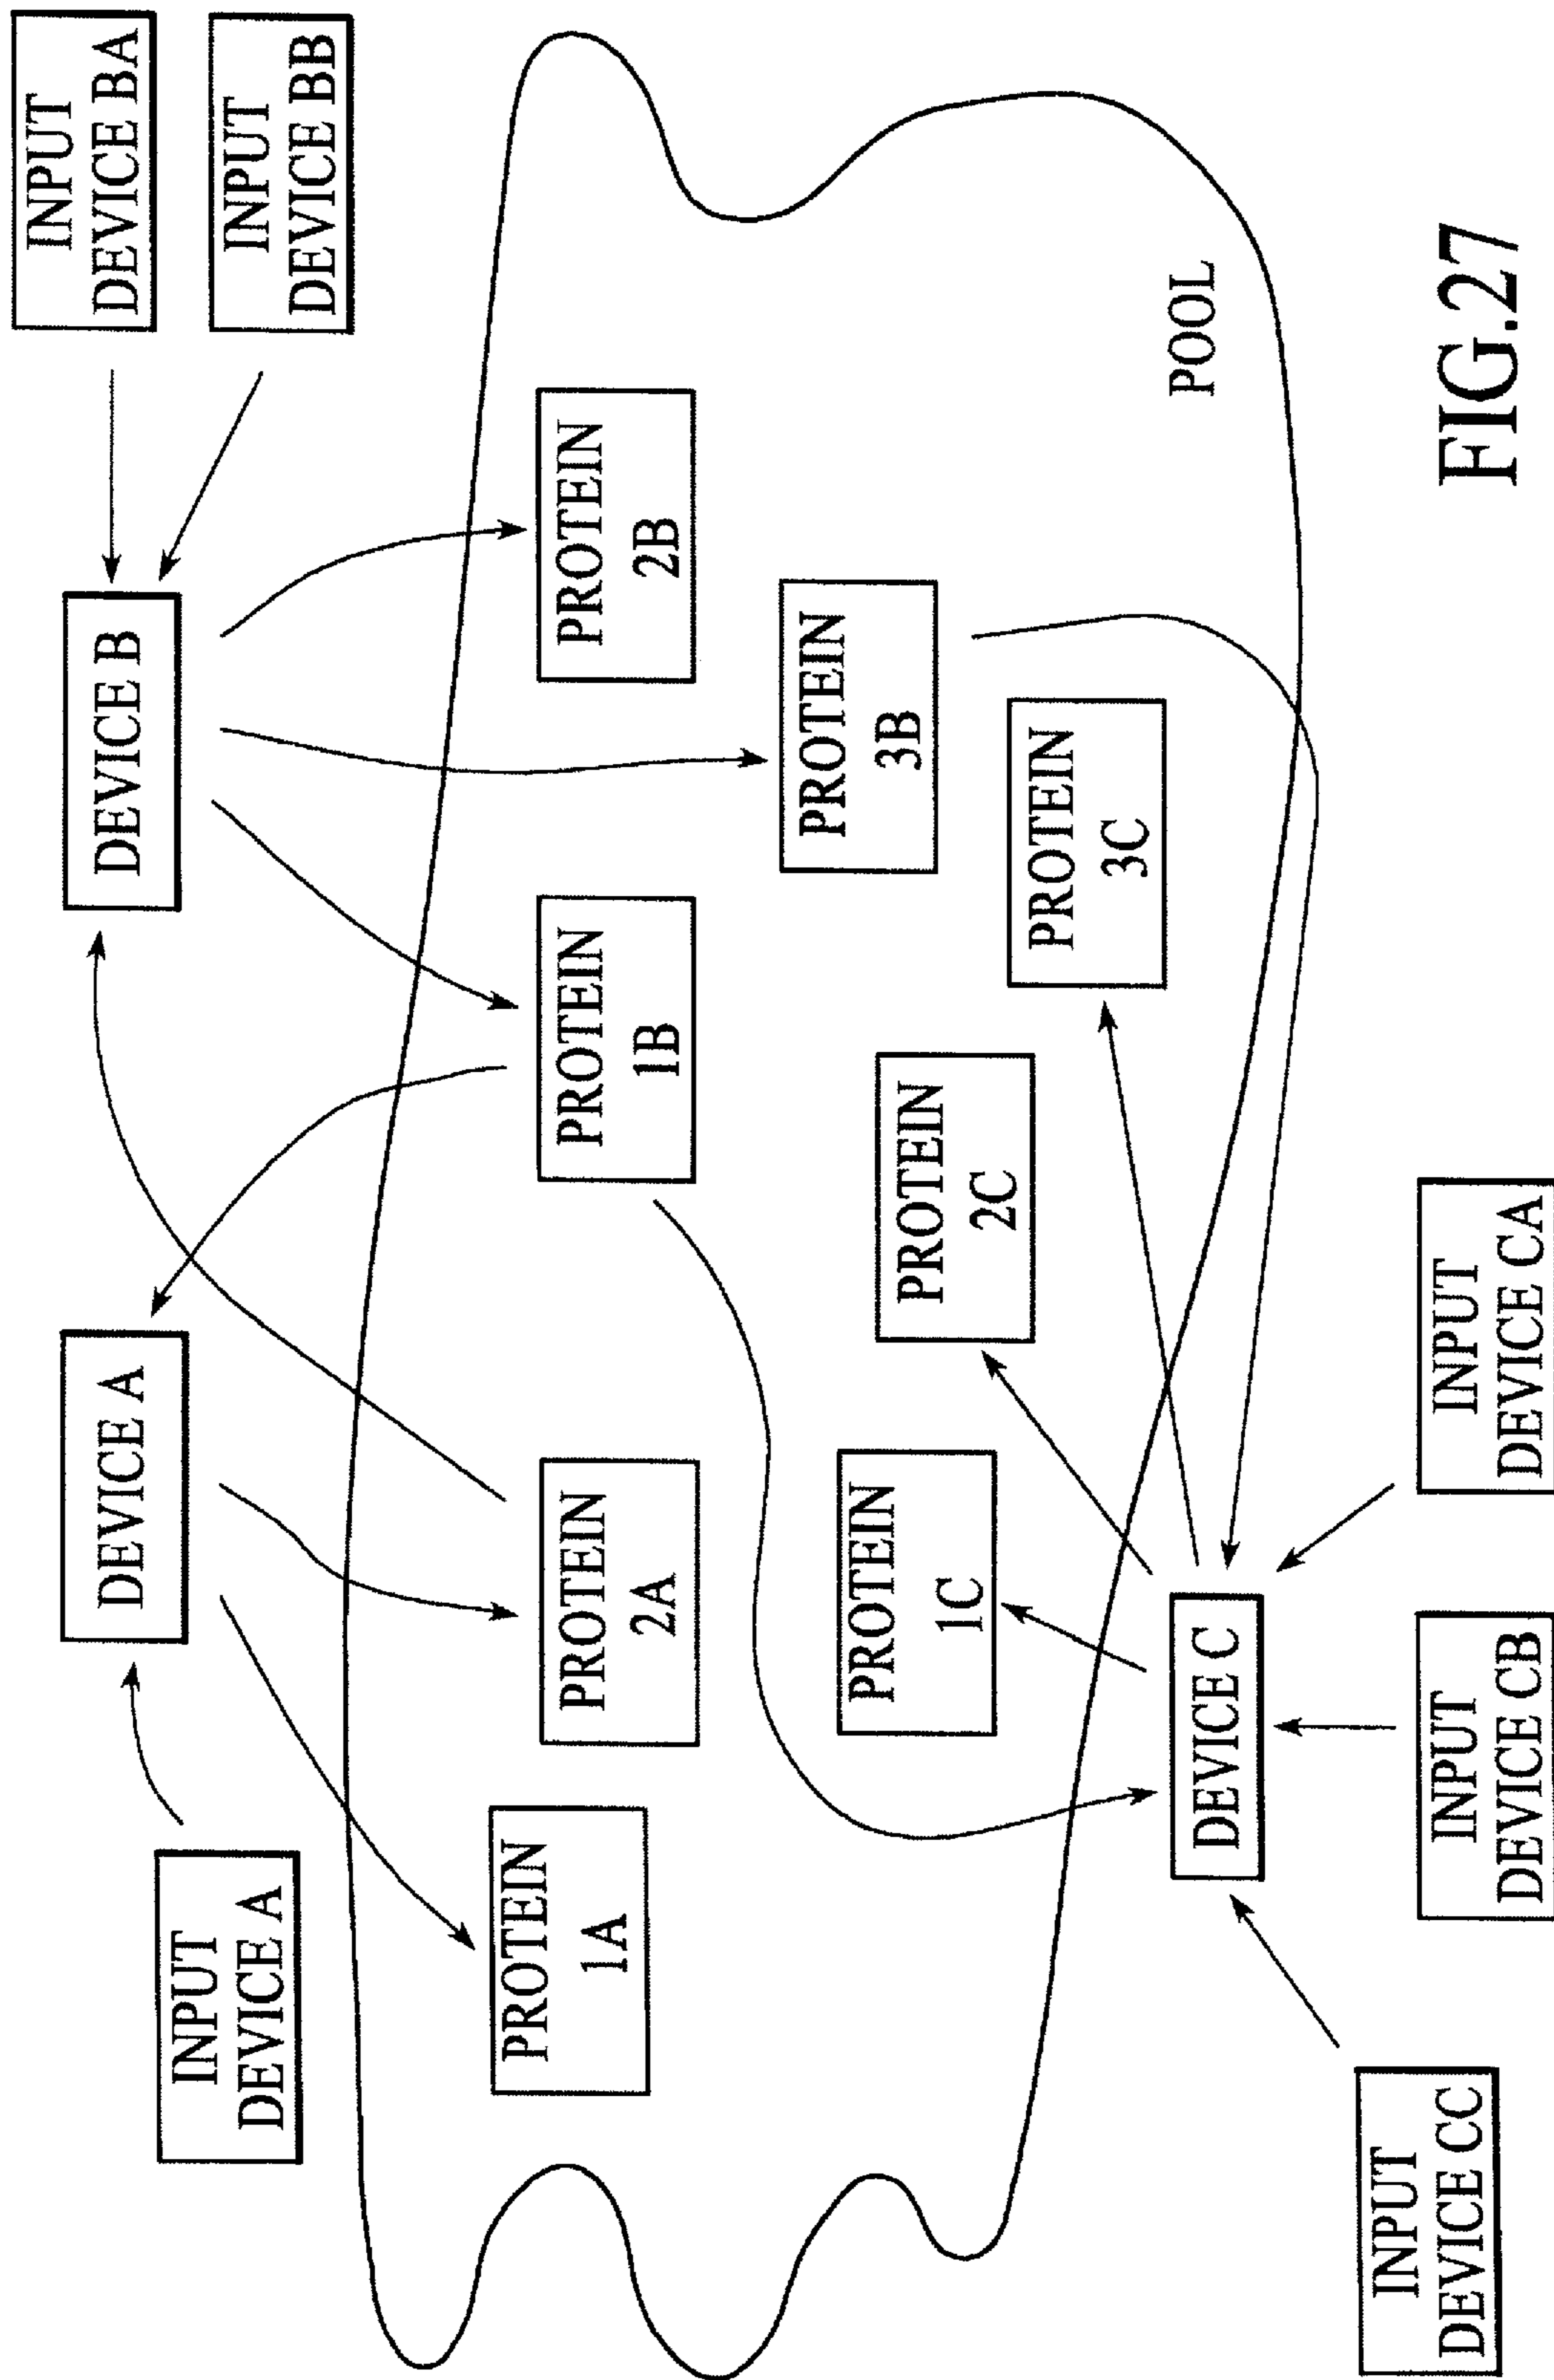 INPUT
DEVICE A
DEVICE A
DEVICE B
INPUT
DEVICE BA
INPUT
DEVICE BB
PROTEIN
1A
PROTEIN
2A
PROTEIN
1B
PROTEIN
2B
PROTEIN
3B
PROTEIN
1C
PROTEIN
2C
PROTEIN
3C
POOL
DEVICE C
INPUT
DEVICE CC
INPUT
DEVICE CB
INPUT
DEVICE CA
FIG.27